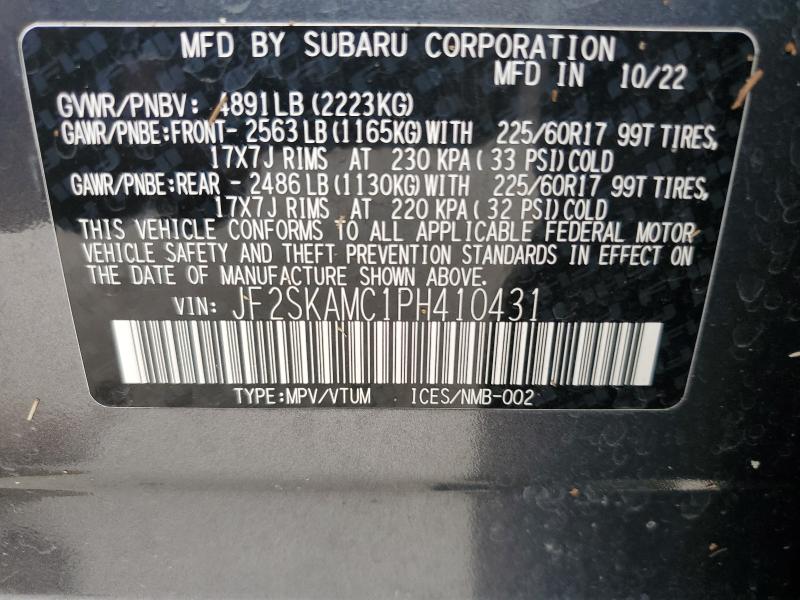 MFD BY SUBARU CORPORATION
MFD IN 10/22
GVWR/PNBV: 4891LB (2223KG)
GAWR/PNBE:FRONT- 2563 LB (1165KG)WITH 225/60R17 99T TIRES,
17X7J RIMS AT 230 KPA( 33 PSI)COLD
GAWR/PNBE:REAR - 2486 LB(1130KG)WITH 225/60R17 99T TIRES,
17X7J RIMS AT 220 KPA( 32 PSI)COLD
THIS VEHICLE CONFORMS TO ALL APPLICABLE FEDERAL MOTOR
VEHICLE SAFETY AND THEFT PREVENTION STANDARDS IN EFFECT ON
THE DATE OF MANUFACTURE SHOWN ABOVE.
VIN: JF2SKAMC1PH410431
TYPE:MPV/VTUM ICES/NMB-002